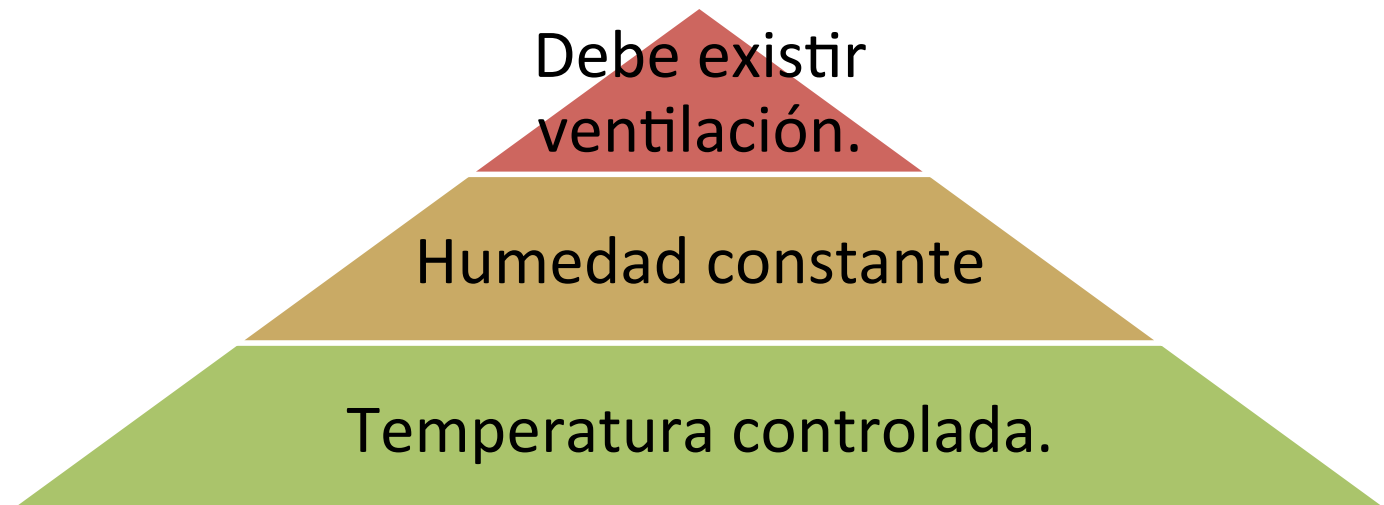 Debe existir
ventilación.
Humedad constante
Temperatura controlada.